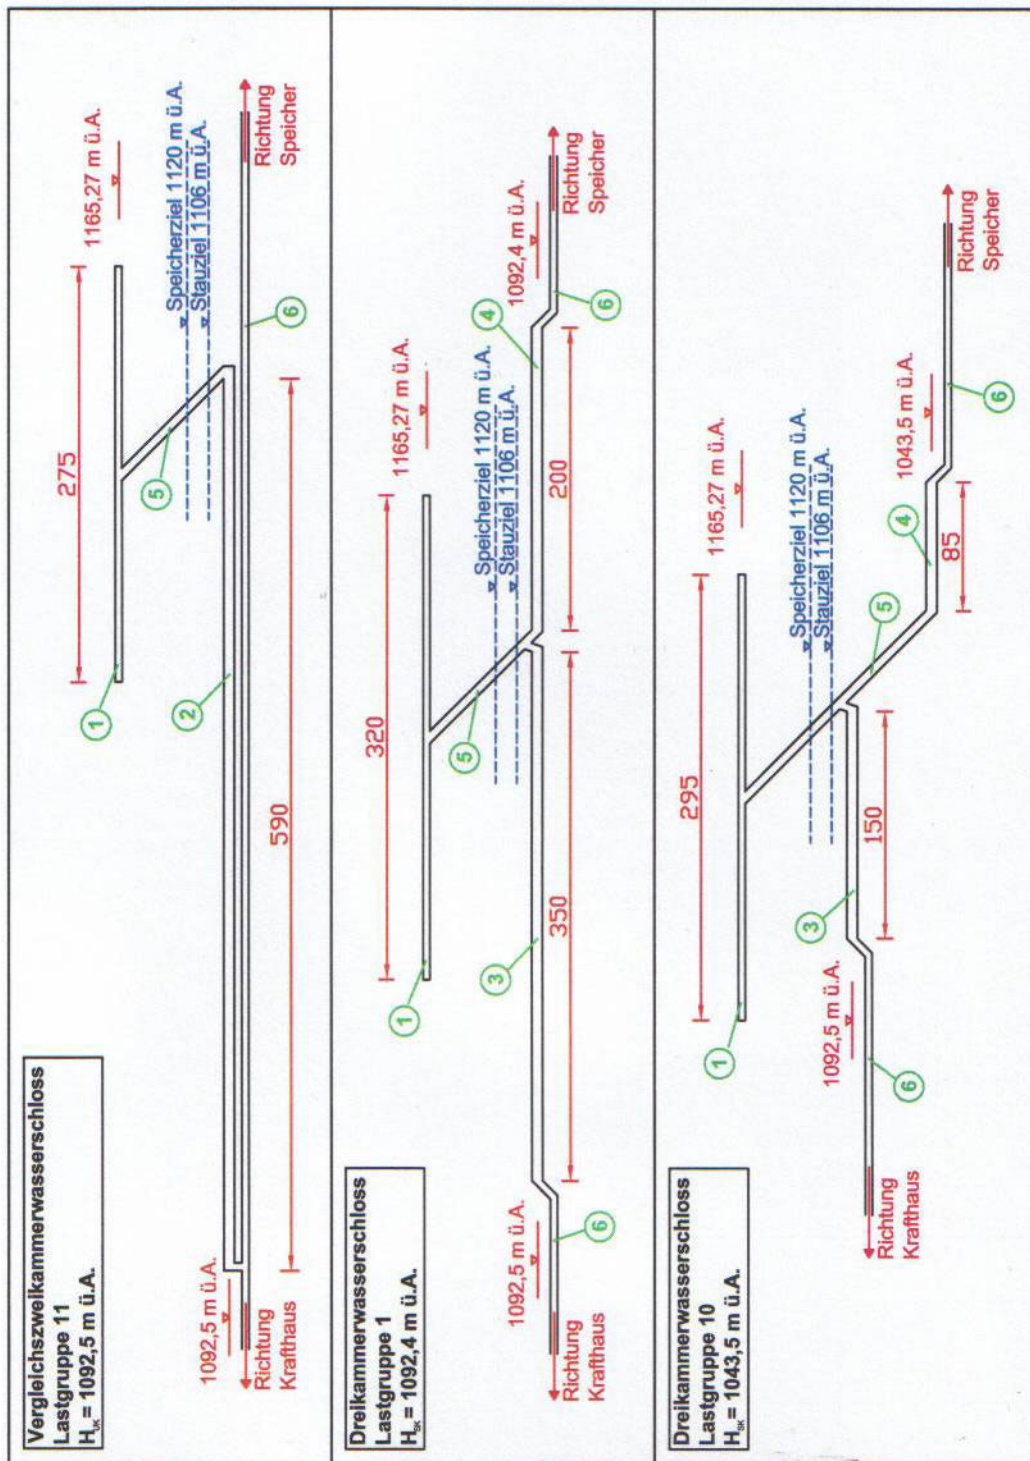 Vergleichszweikammerwasserschloss
Lastgruppe 11
HUK = 1092,5 m ü.A.
275
1165,27 m ü.A.
Speicherziel 1120 m ü.A.
Stauziel 1106 m ü.A.
1
5
2
6
590
1092,5 m ü.A.
Richtung
Krafthaus
Richtung
Speicher
Dreikammerwasserschloss
Lastgruppe 1
H = 1092,4 m ü.A.
320
1165,27 m ü.A.
Speicherziel 1120 m ü.A.
Stauziel 1106 m ü.A.
1
5
4
3
200
350
1092,4 m ü.A.
6
1092,5 m ü.A.
6
Richtung
Krafthaus
Richtung
Speicher
Dreikammerwasserschloss
Lastgruppe 10
H = 1043,5 m ü.A.
295
1165,27 m ü.A.
Speicherziel 1120 m ü.A.
Stauziel 1106 m ü.A.
1
5
4
3
150
85
1043,5 m ü.A.
1092,5 m ü.A.
6
6
Richtung
Krafthaus
Richtung
Speicher